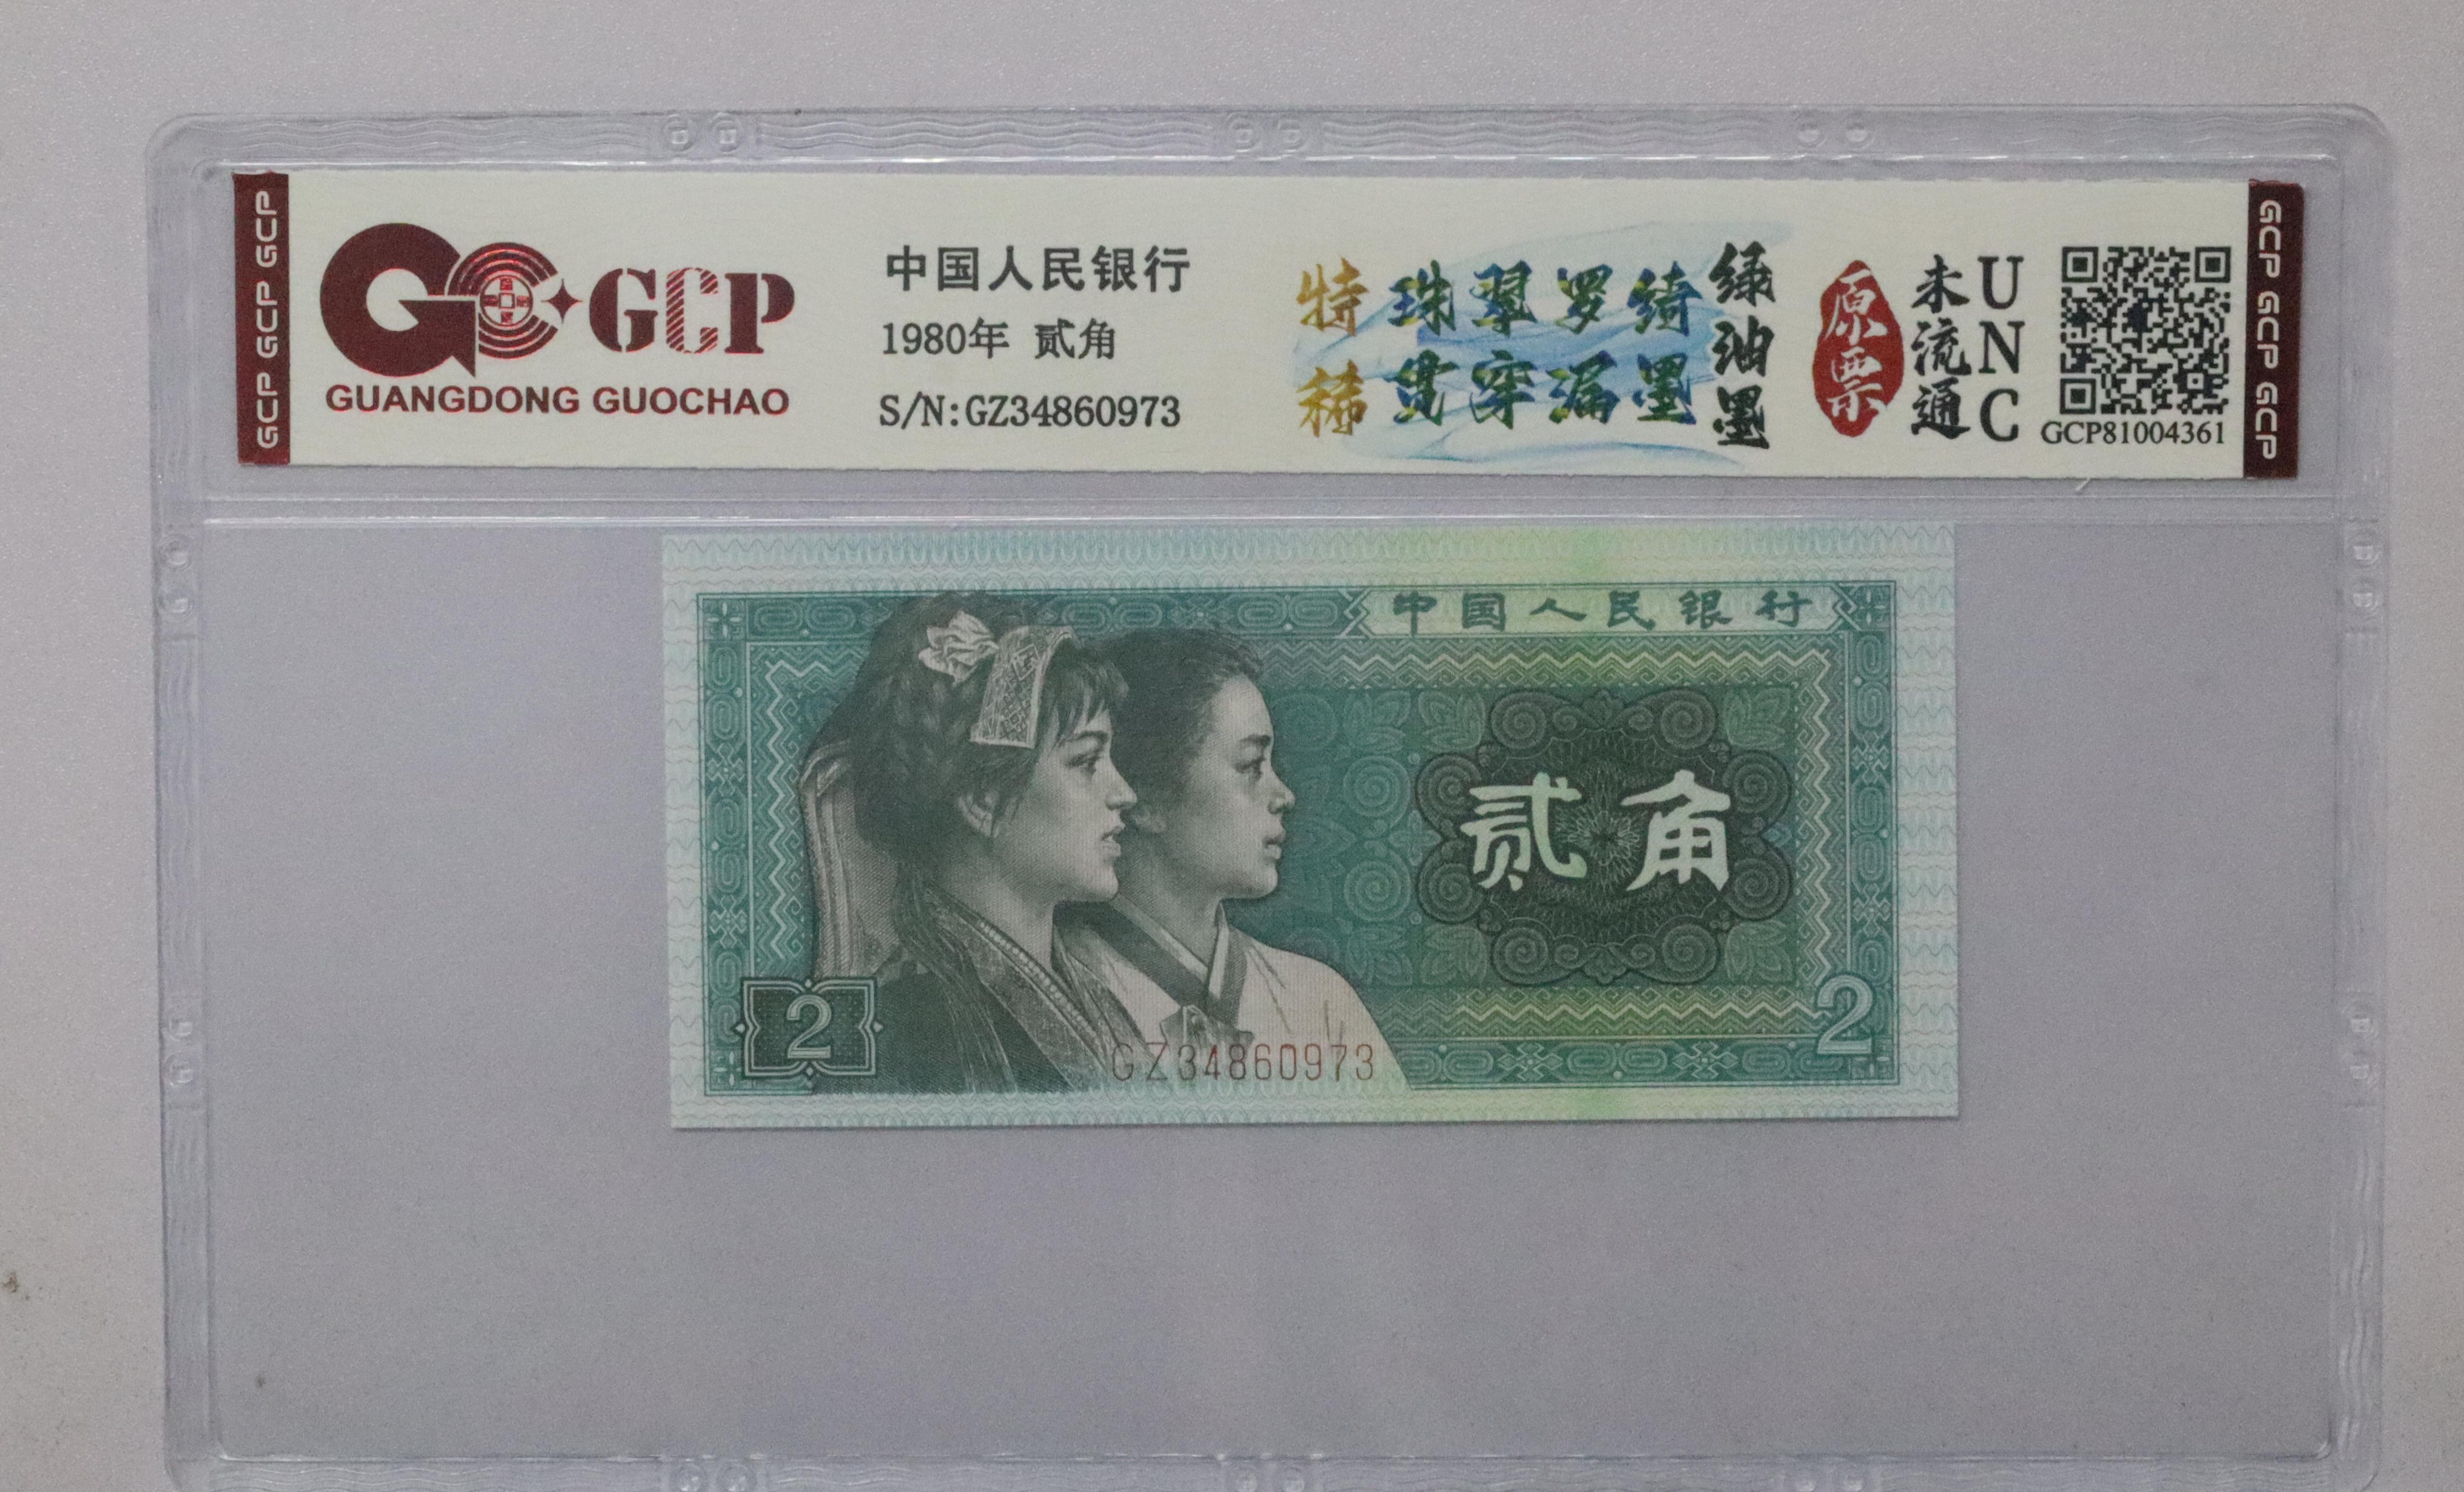 GCP GCP GCP
GCP
GUANGDONG GUOCHAO
中国人民银行
1980年 贰角
S/N:GZ34860973
特稀
珠翠罗绮
贯穿漏墨
绿油墨
原票
未流通
UNC
GCP81004361
GCP GCP GCP
中国人民银行
贰角
2
2
GZ34860973